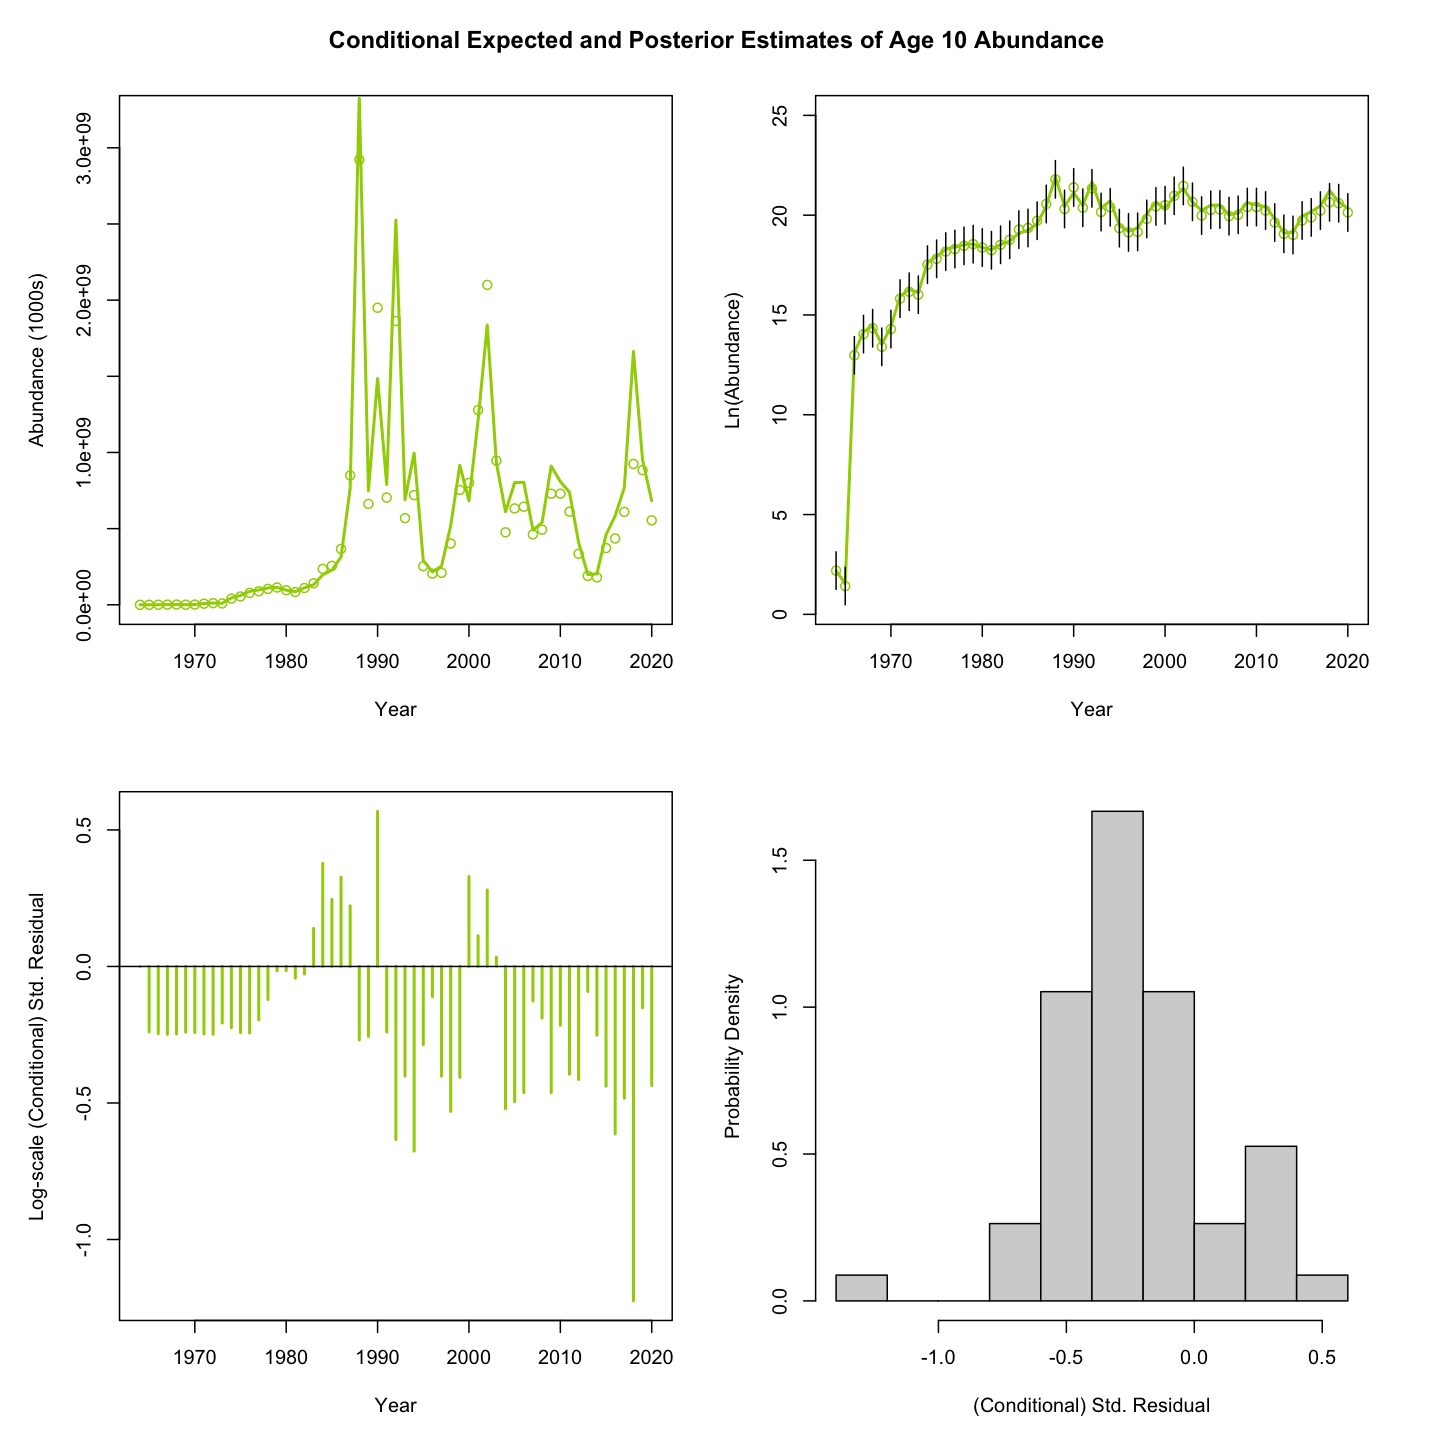 Conditional Expected and Posterior Estimates of Age 10 Abundance
Abundance (1000s)
3.0e+09
2.0e+09
1.0e+09
0.0e+00
1970 1980 1990 2000 2010 2020
Year
Ln(Abundance)
25
20
15
10
5
0
1970 1980 1990 2000 2010 2020
Year
Log-scale (Conditional) Std. Residual
0.5
0.0
-0.5
-1.0
1970 1980 1990 2000 2010 2020
Year
Probability Density
1.5
1.0
0.5
0.0
-1.0 -0.5 0.0 0.5
(Conditional) Std. Residual